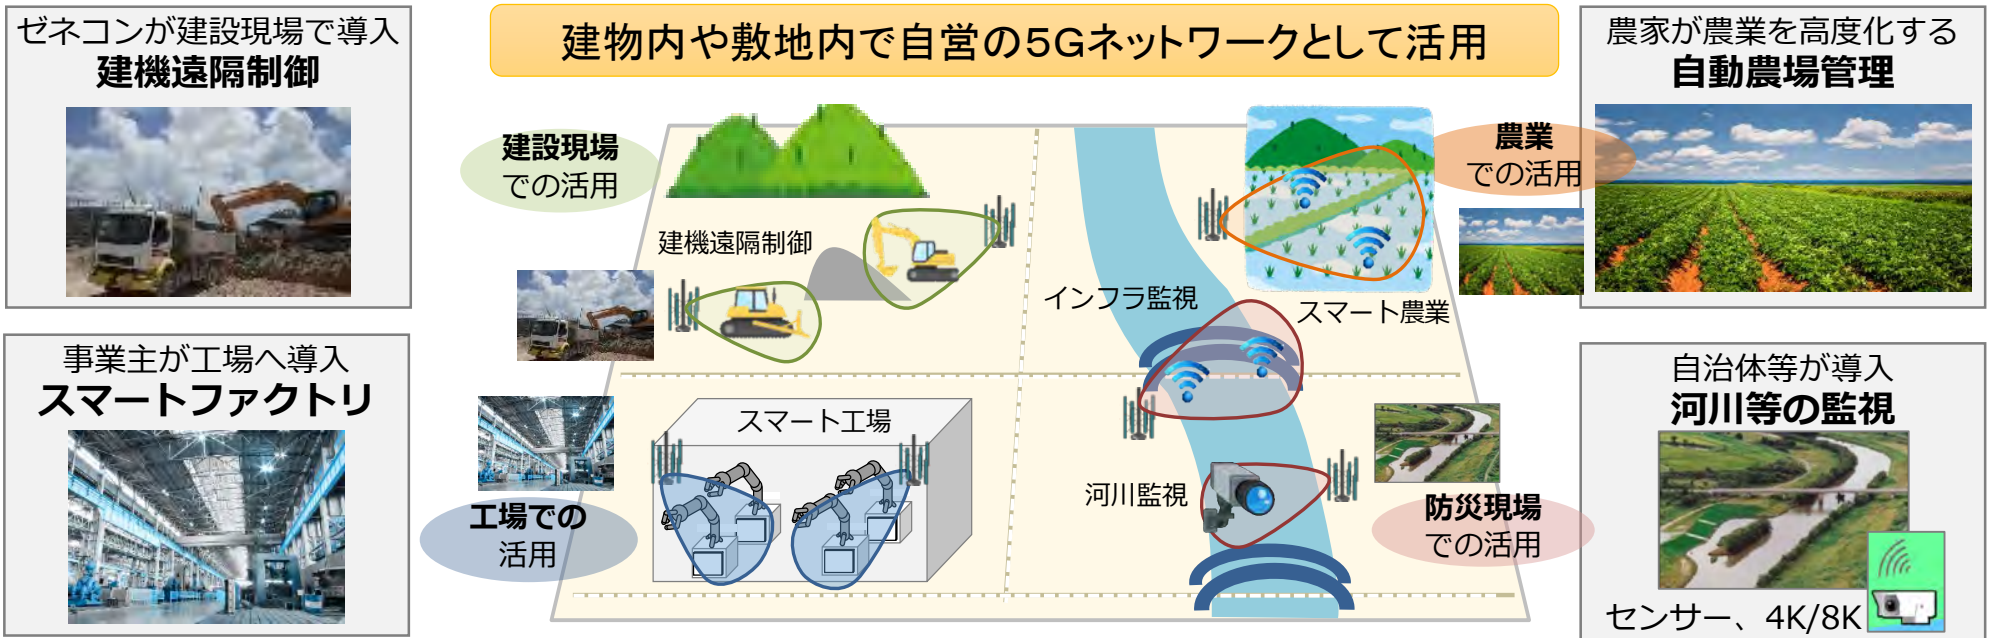 ゼネコンが建設現場で導入
建機遠隔制御
建物内や敷地内で自営の5Gネットワークとして活用
農家が農業を高度化する
自動農場管理
建設現場
での活用
農業
での活用
建機遠隔制御
インフラ監視
スマート農業
事業主が工場へ導入
スマートファクトリ
スマート工場
工場での
活用
河川監視
防災現場
での活用
自治体等が導入
河川等の監視
センサー、4K/8K